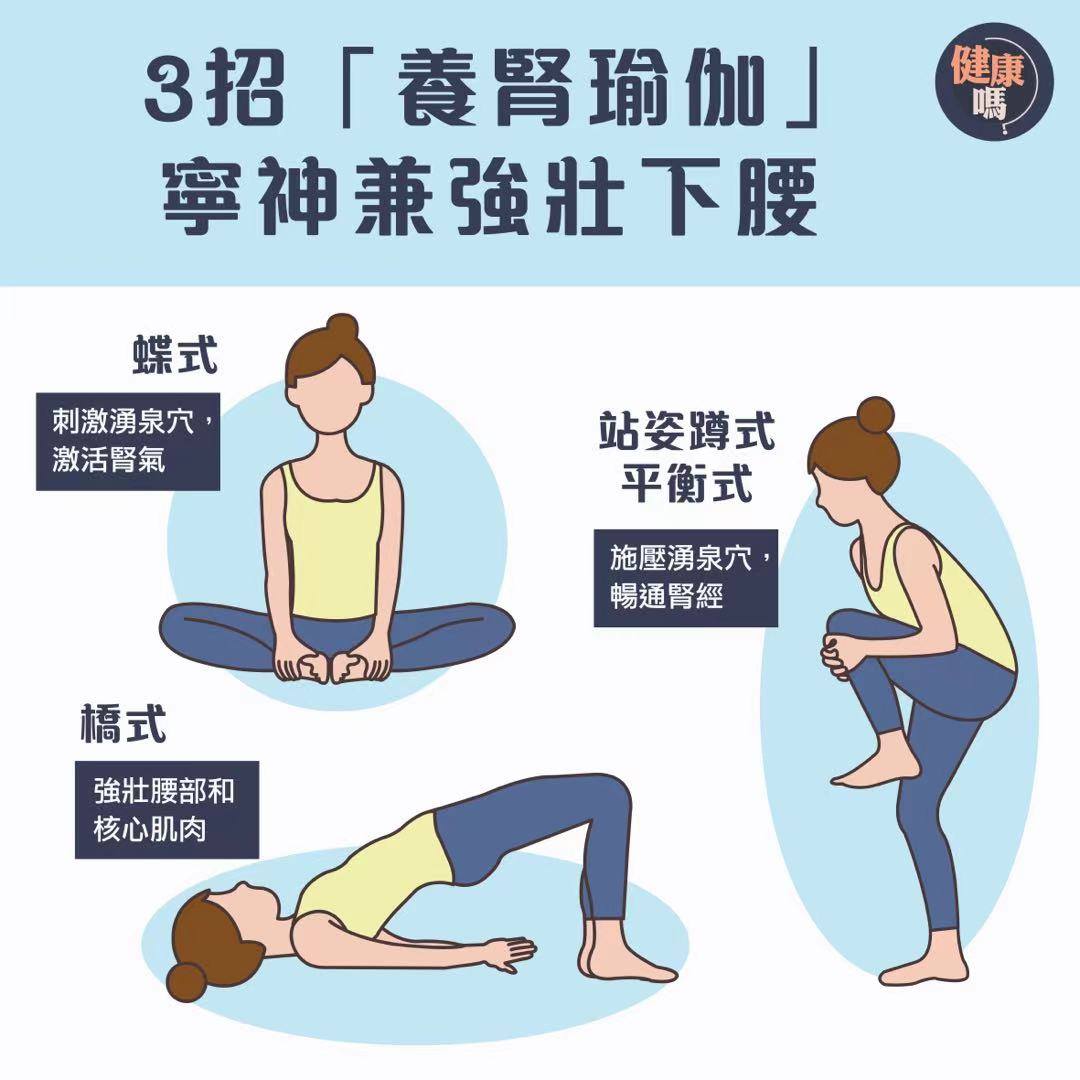 3招「養腎瑜伽」
寧神兼強壯下腰
健康
嗎?
蝶式
刺激湧泉穴，
激活腎氣
站姿蹲式
平衡式
施壓湧泉穴，
暢通腎經
橋式
強壯腰部和
核心肌肉